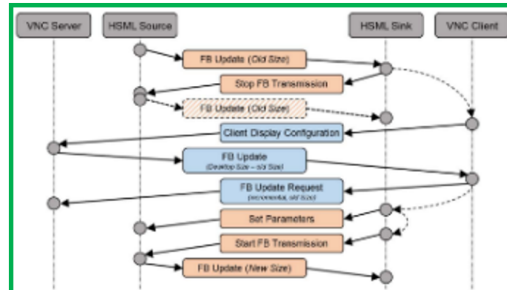 VNC Server
HSML Source
HSML Sink
VNC Client
FB Update (Old Size)
Stop FB Transmission
FB Update (Old Size)
Client Display Configuration
FB Update
(Desktop Size – old Size)
FB Update Request
(incremental, old Size)
Set Parameters
Start FB Transmission
FB Update (New Size)